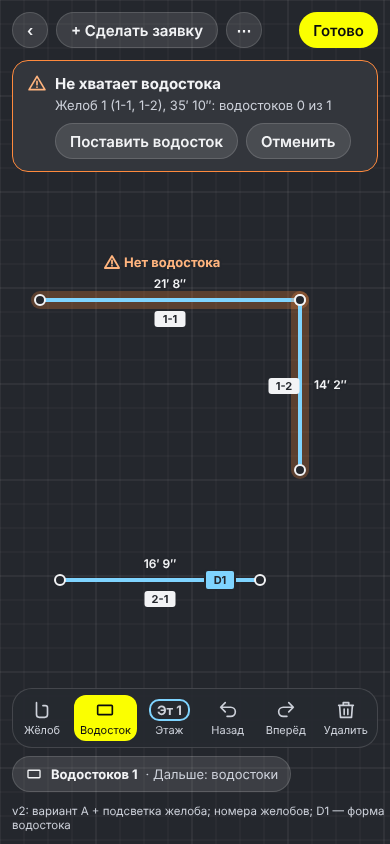 ‹ + Сделать заявку ··· Готово
Не хватает водостока
Желоб 1 (1-1, 1-2), 35′ 10″: водостоков 0 из 1
Поставить водосток Отменить
Нет водостока
21′ 8″
1-1
1-2 14′ 2″
16′ 9″
D1
2-1
Эт 1
Жёлоб Водосток Этаж Назад Вперёд Удалить
Водостоков 1 · Дальше: водостоки
v2: вариант A + подсветка желоба; номера желобов; D1 — форма
водостока